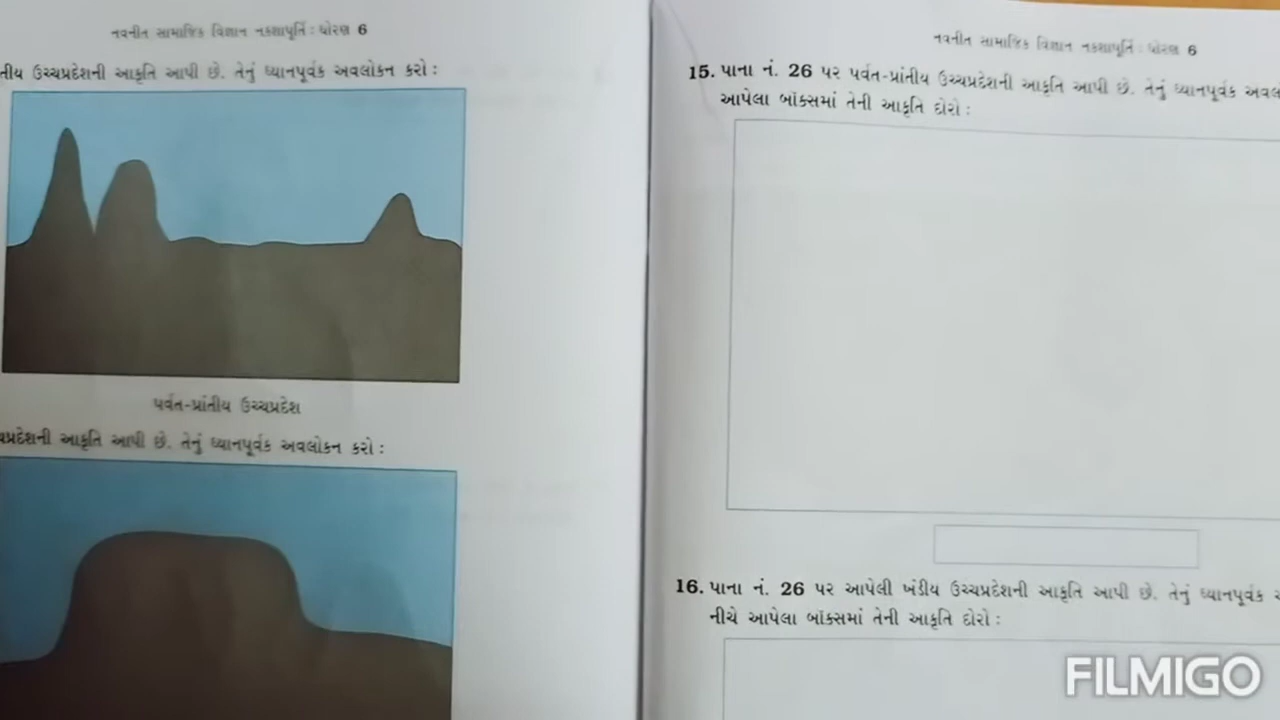 નવનીત સામાજિક વિજ્ઞાન નકશાપૂર્તિ : ધોરણ 6
ઉચ્ચપ્રદેશની આકૃતિ આપી છે. તેનું ધ્યાનપૂર્વક અવલોકન કરો :
પર્વત-પ્રાંતીય ઉચ્ચપ્રદેશ
આકૃતિ આપી છે. તેનું ધ્યાનપૂર્વક અવલોકન કરો :
નવનીત સામાજિક વિજ્ઞાન નકશાપૂર્તિ : ધોરણ 6
15. પાના નં. 26 પર પર્વત-પ્રાંતીય ઉચ્ચપ્રદેશની આકૃતિ આપી છે. તેનું ધ્યાનપૂર્વક
આપેલા બૉક્સમાં તેની આકૃતિ દોરો :
16. પાના નં. 26 પર આપેલી ખંડીય ઉચ્ચપ્રદેશની આકૃતિ આપી છે. તેનું ધ્યાનપૂર્વક
નીચે આપેલા બૉક્સમાં તેની આકૃતિ દોરો :
FILMIGO